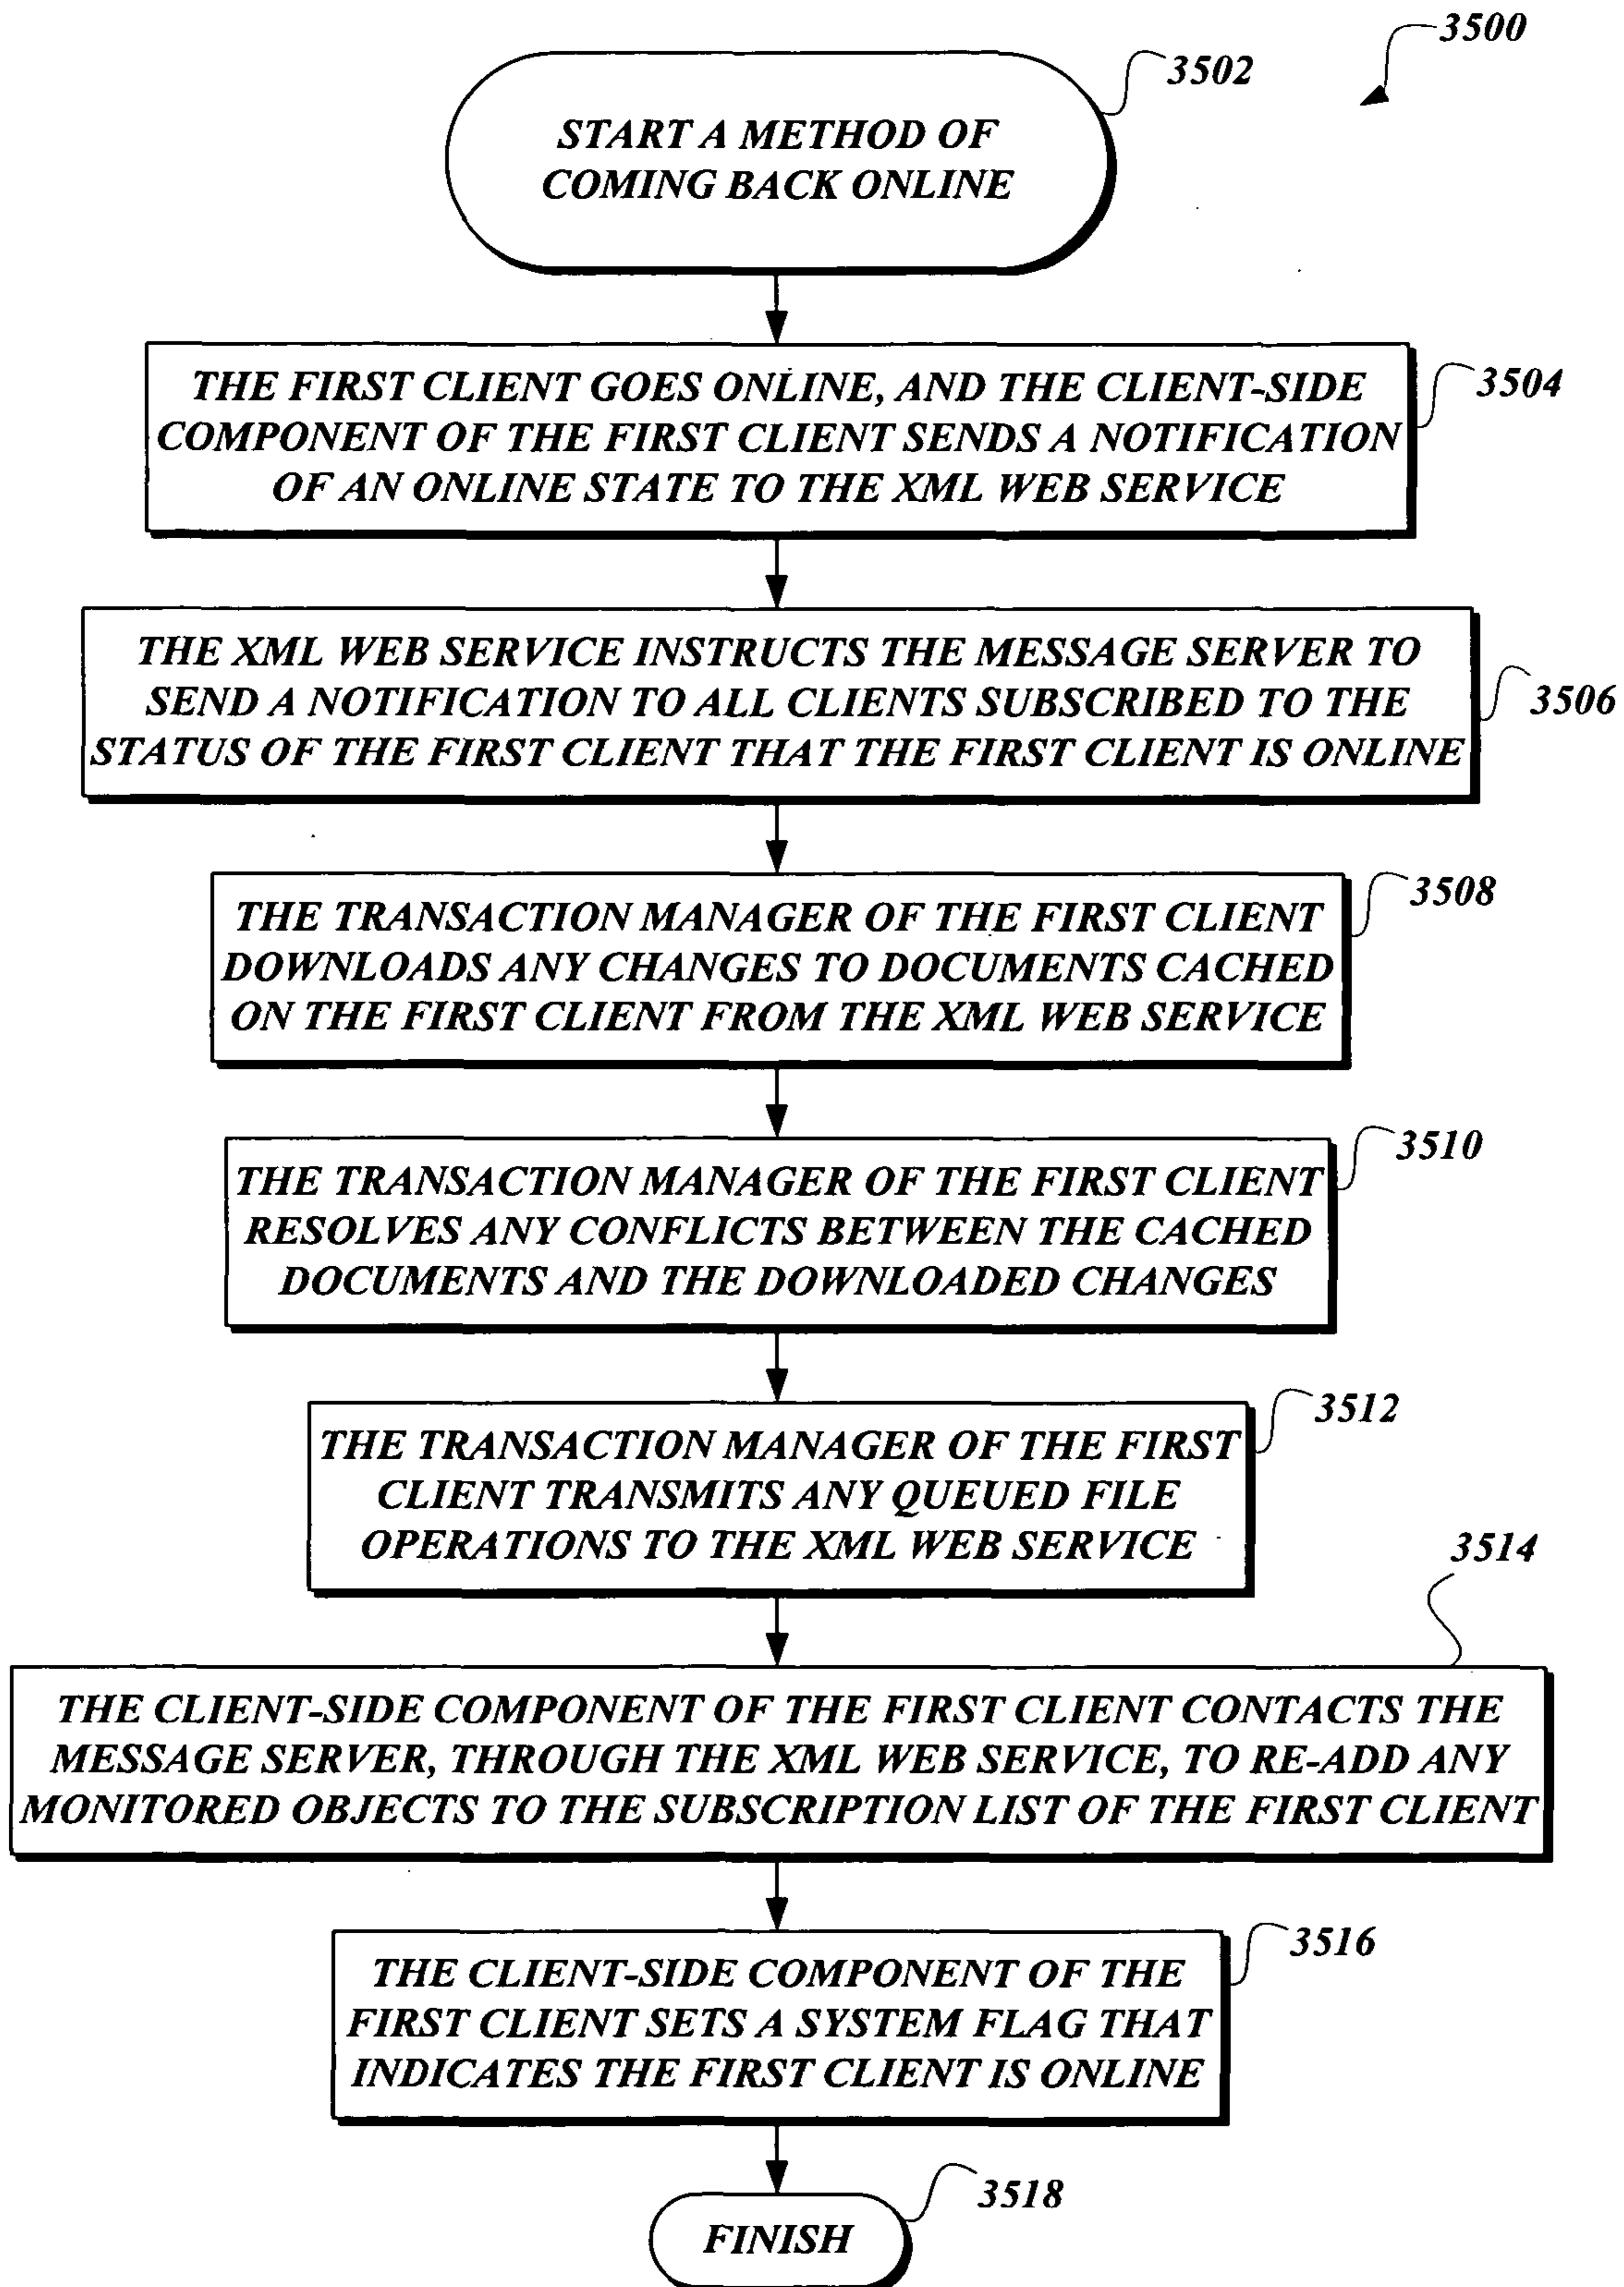 3500
3502
START A METHOD OF
COMING BACK ONLINE
3504
THE FIRST CLIENT GOES ONLINE, AND THE CLIENT-SIDE
COMPONENT OF THE FIRST CLIENT SENDS A NOTIFICATION
OF AN ONLINE STATE TO THE XML WEB SERVICE
3506
THE XML WEB SERVICE INSTRUCTS THE MESSAGE SERVER TO
SEND A NOTIFICATION TO ALL CLIENTS SUBSCRIBED TO THE
STATUS OF THE FIRST CLIENT THAT THE FIRST CLIENT IS ONLINE
3508
THE TRANSACTION MANAGER OF THE FIRST CLIENT
DOWNLOADS ANY CHANGES TO DOCUMENTS CACHED
ON THE FIRST CLIENT FROM THE XML WEB SERVICE
3510
THE TRANSACTION MANAGER OF THE FIRST CLIENT
RESOLVES ANY CONFLICTS BETWEEN THE CACHED
DOCUMENTS AND THE DOWNLOADED CHANGES
3512
THE TRANSACTION MANAGER OF THE FIRST
CLIENT TRANSMITS ANY QUEUED FILE
OPERATIONS TO THE XML WEB SERVICE
3514
THE CLIENT-SIDE COMPONENT OF THE FIRST CLIENT CONTACTS THE
MESSAGE SERVER, THROUGH THE XML WEB SERVICE, TO RE-ADD ANY
MONITORED OBJECTS TO THE SUBSCRIPTION LIST OF THE FIRST CLIENT
3516
THE CLIENT-SIDE COMPONENT OF THE
FIRST CLIENT SETS A SYSTEM FLAG THAT
INDICATES THE FIRST CLIENT IS ONLINE
3518
FINISH